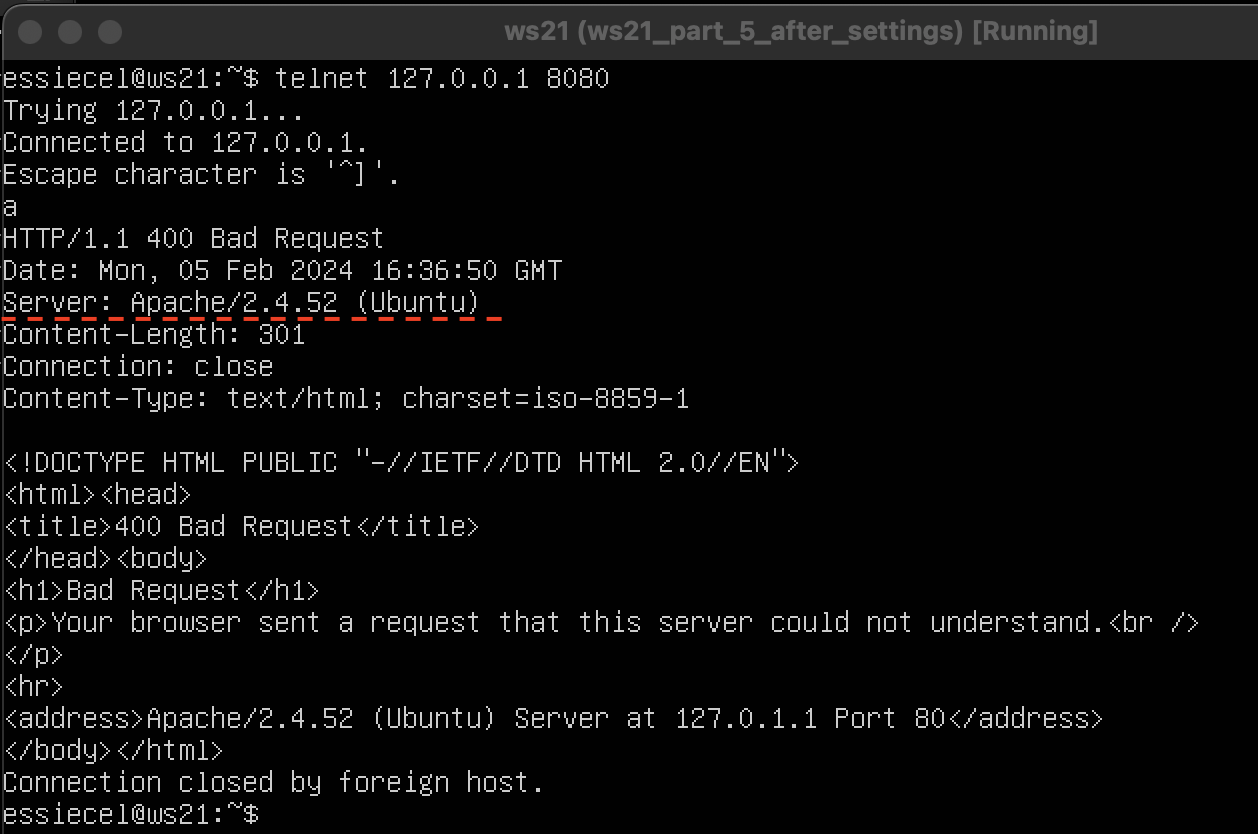 ws21 (ws21_part_5_after_settings) [Running]
essiecel@ws21:~$ telnet 127.0.0.1 8080
Trying 127.0.0.1...
Connected to 127.0.0.1.
Escape character is '^]'.
a
HTTP/1.1 400 Bad Request
Date: Mon, 05 Feb 2024 16:36:50 GMT
Server: Apache/2.4.52 (Ubuntu)
Content-Length: 301
Connection: close
Content-Type: text/html; charset=iso-8859-1

<!DOCTYPE HTML PUBLIC "-//IETF//DTD HTML 2.0//EN">
<html><head>
<title>400 Bad Request</title>
</head><body>
<h1>Bad Request</h1>
<p>Your browser sent a request that this server could not understand.<br />
</p>
<hr>
<address>Apache/2.4.52 (Ubuntu) Server at 127.0.1.1 Port 80</address>
</body></html>
Connection closed by foreign host.
essiecel@ws21:~$